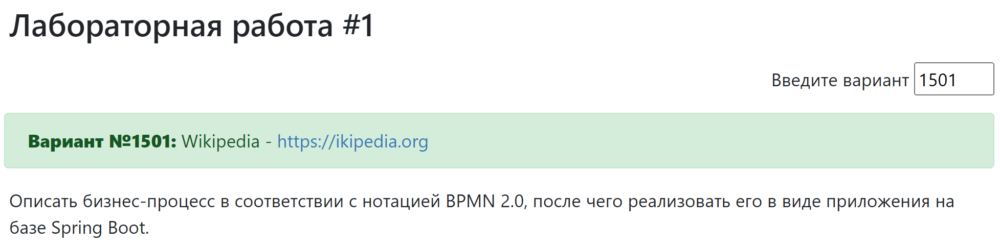 Лабораторная работа #1
Введите вариант 1501
Вариант №1501: Wikipedia - https://ikipedia.org
Описать бизнес-процесс в соответствии с нотацией BPMN 2.0, после чего реализовать его в виде приложения на
базе Spring Boot.